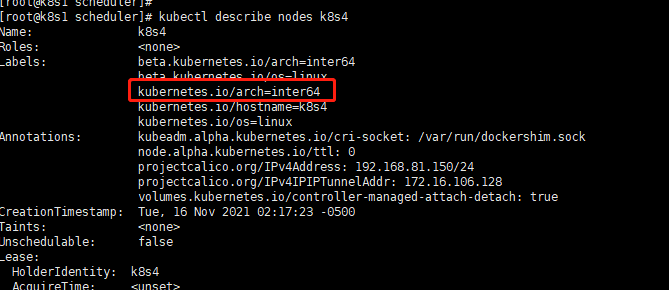 [root@k8s1 scheduler]#
[root@k8s1 scheduler]# kubectl describe nodes k8s4
Name: k8s4
Roles: <none>
Labels: beta.kubernetes.io/arch=inter64
beta.kubernetes.io/os=linux
kubernetes.io/arch=inter64
kubernetes.io/hostname=k8s4
kubernetes.io/os=linux
Annotations: kubeadm.alpha.kubernetes.io/cri-socket: /var/run/dockershim.sock
node.alpha.kubernetes.io/ttl: 0
projectcalico.org/IPv4Address: 192.168.81.150/24
projectcalico.org/IPv4IPIPTunnelAddr: 172.16.106.128
volumes.kubernetes.io/controller-managed-attach-detach: true
CreationTimestamp: Tue, 16 Nov 2021 02:17:23 -0500
Taints: <none>
Unschedulable: false
Lease:
HolderIdentity: k8s4
AcquireTime: <unset>